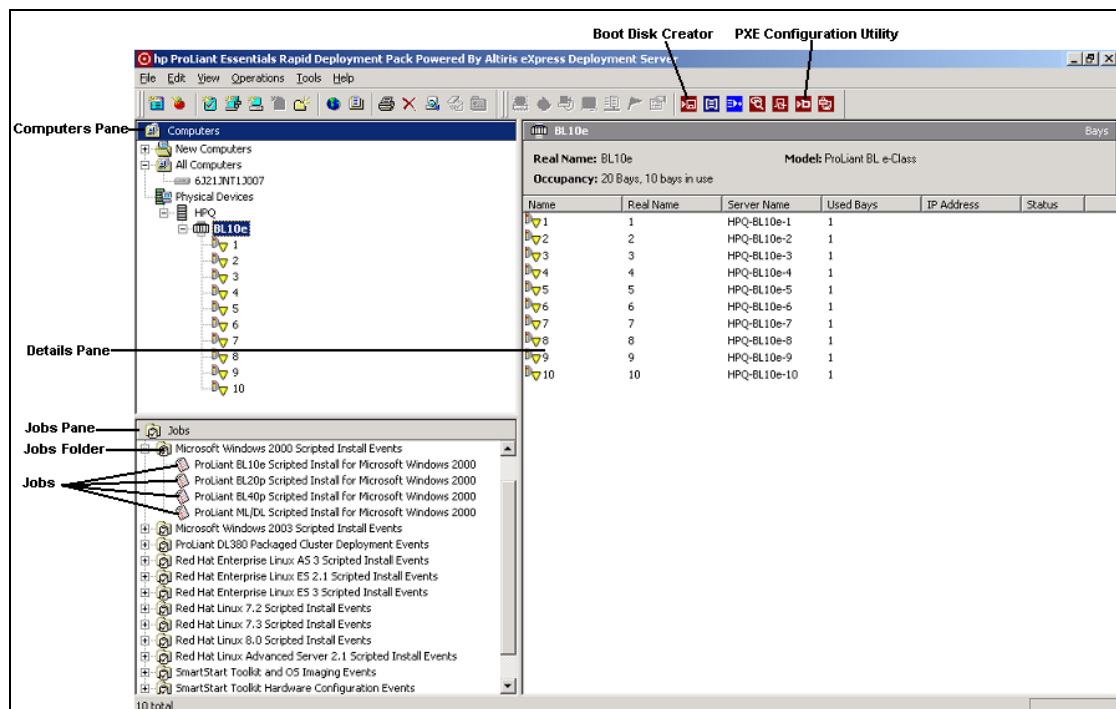 Boot Disk Creator PXE Configuration Utility
hp ProLiant Essentials Rapid Deployment Pack Powered By Altiris eXpress Deployment Server
File Edit View Operations Tools Help
Computers Pane
Computers
New Computers
All Computers
6J21JNT1J007
Physical Devices
HPQ
BL10e
1
2
3
4
5
6
7
8
9
10
BL10e Bays
Real Name: BL10e Model: ProLiant BL e-Class
Occupancy: 20 Bays, 10 bays in use
Name Real Name Server Name Used Bays IP Address Status
1 1 HPQ-BL10e-1 1
2 2 HPQ-BL10e-2 1
3 3 HPQ-BL10e-3 1
4 4 HPQ-BL10e-4 1
5 5 HPQ-BL10e-5 1
6 6 HPQ-BL10e-6 1
7 7 HPQ-BL10e-7 1
8 8 HPQ-BL10e-8 1
9 9 HPQ-BL10e-9 1
10 10 HPQ-BL10e-10 1
Details Pane
Jobs Pane
Jobs
Jobs Folder
Microsoft Windows 2000 Scripted Install Events
Jobs
ProLiant BL10e Scripted Install for Microsoft Windows 2000
ProLiant BL20p Scripted Install for Microsoft Windows 2000
ProLiant BL40p Scripted Install for Microsoft Windows 2000
ProLiant ML/DL Scripted Install for Microsoft Windows 2000
Microsoft Windows 2003 Scripted Install Events
ProLiant DL380 Packaged Cluster Deployment Events
Red Hat Enterprise Linux AS 3 Scripted Install Events
Red Hat Enterprise Linux ES 2.1 Scripted Install Events
Red Hat Enterprise Linux ES 3 Scripted Install Events
Red Hat Linux 7.2 Scripted Install Events
Red Hat Linux 7.3 Scripted Install Events
Red Hat Linux 8.0 Scripted Install Events
Red Hat Linux Advanced Server 2.1 Scripted Install Events
SmartStart Toolkit and OS Imaging Events
SmartStart Toolkit Hardware Configuration Events
10 total